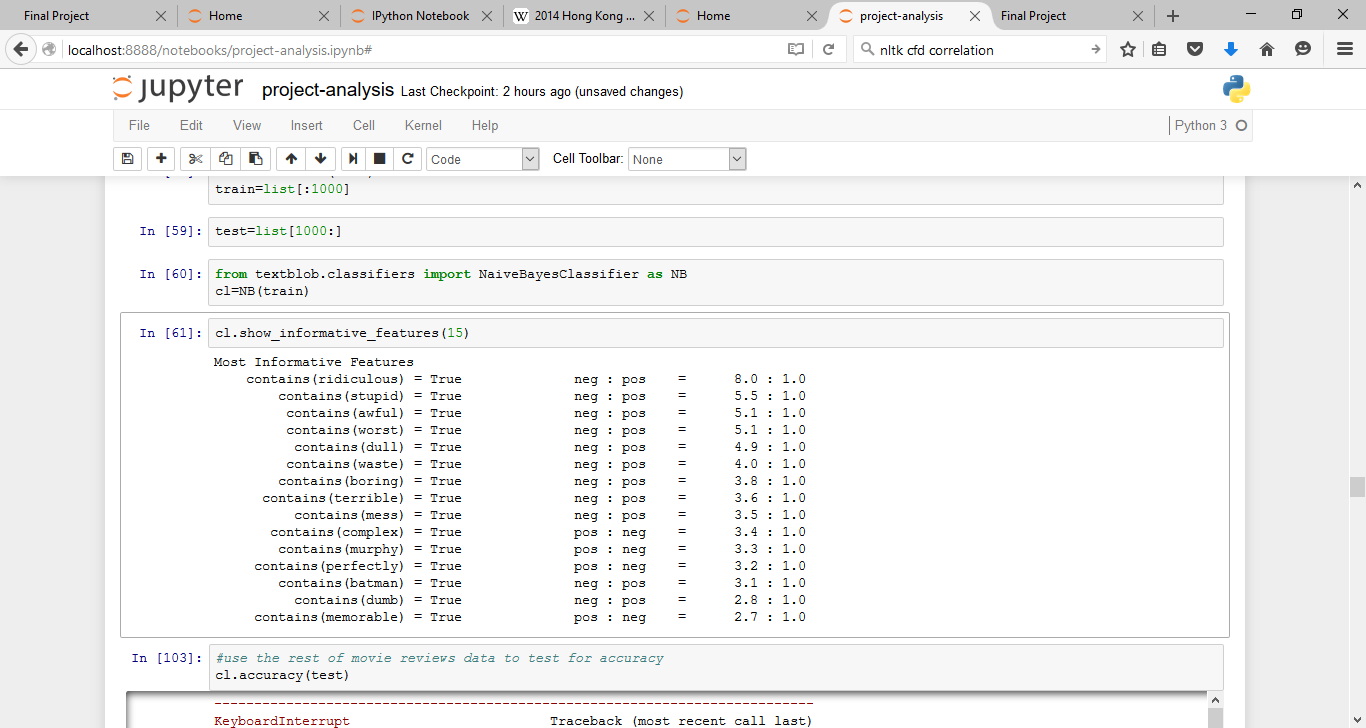 Final Project Home IPython Notebook W 2014 Hong Kong ... Home project-analysis Final Project
localhost:8888/notebooks/project-analysis.ipynb# nltk cfd correlation
jupyter project-analysis Last Checkpoint: 2 hours ago (unsaved changes)
File Edit View Insert Cell Kernel Help Python 3
Code Cell Toolbar: None
train=list[:1000]
In [59]: test=list[1000:]
In [60]: from textblob.classifiers import NaiveBayesClassifier as NB
cl=NB(train)
In [61]: cl.show_informative_features(15)
Most Informative Features
contains(ridiculous) = True neg : pos = 8.0 : 1.0
contains(stupid) = True neg : pos = 5.5 : 1.0
contains(awful) = True neg : pos = 5.1 : 1.0
contains(worst) = True neg : pos = 5.1 : 1.0
contains(dull) = True neg : pos = 4.9 : 1.0
contains(waste) = True neg : pos = 4.0 : 1.0
contains(boring) = True neg : pos = 3.8 : 1.0
contains(terrible) = True neg : pos = 3.6 : 1.0
contains(mess) = True neg : pos = 3.5 : 1.0
contains(complex) = True pos : neg = 3.4 : 1.0
contains(murphy) = True pos : neg = 3.3 : 1.0
contains(perfectly) = True pos : neg = 3.2 : 1.0
contains(batman) = True neg : pos = 3.1 : 1.0
contains(dumb) = True neg : pos = 2.8 : 1.0
contains(memorable) = True pos : neg = 2.7 : 1.0
In [103]: #use the rest of movie reviews data to test for accuracy
cl.accuracy(test)
---------------------------------------------------------------------------
KeyboardInterrupt Traceback (most recent call last)